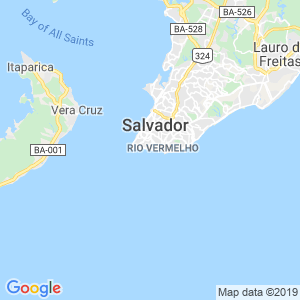 BA-526
BA-528
Bay of All Saints
Lauro d
Freitas
324
Itaparica
Vera Cruz
Salvador
RIO VERMELHO
BA-001
Google
Map data ©2019